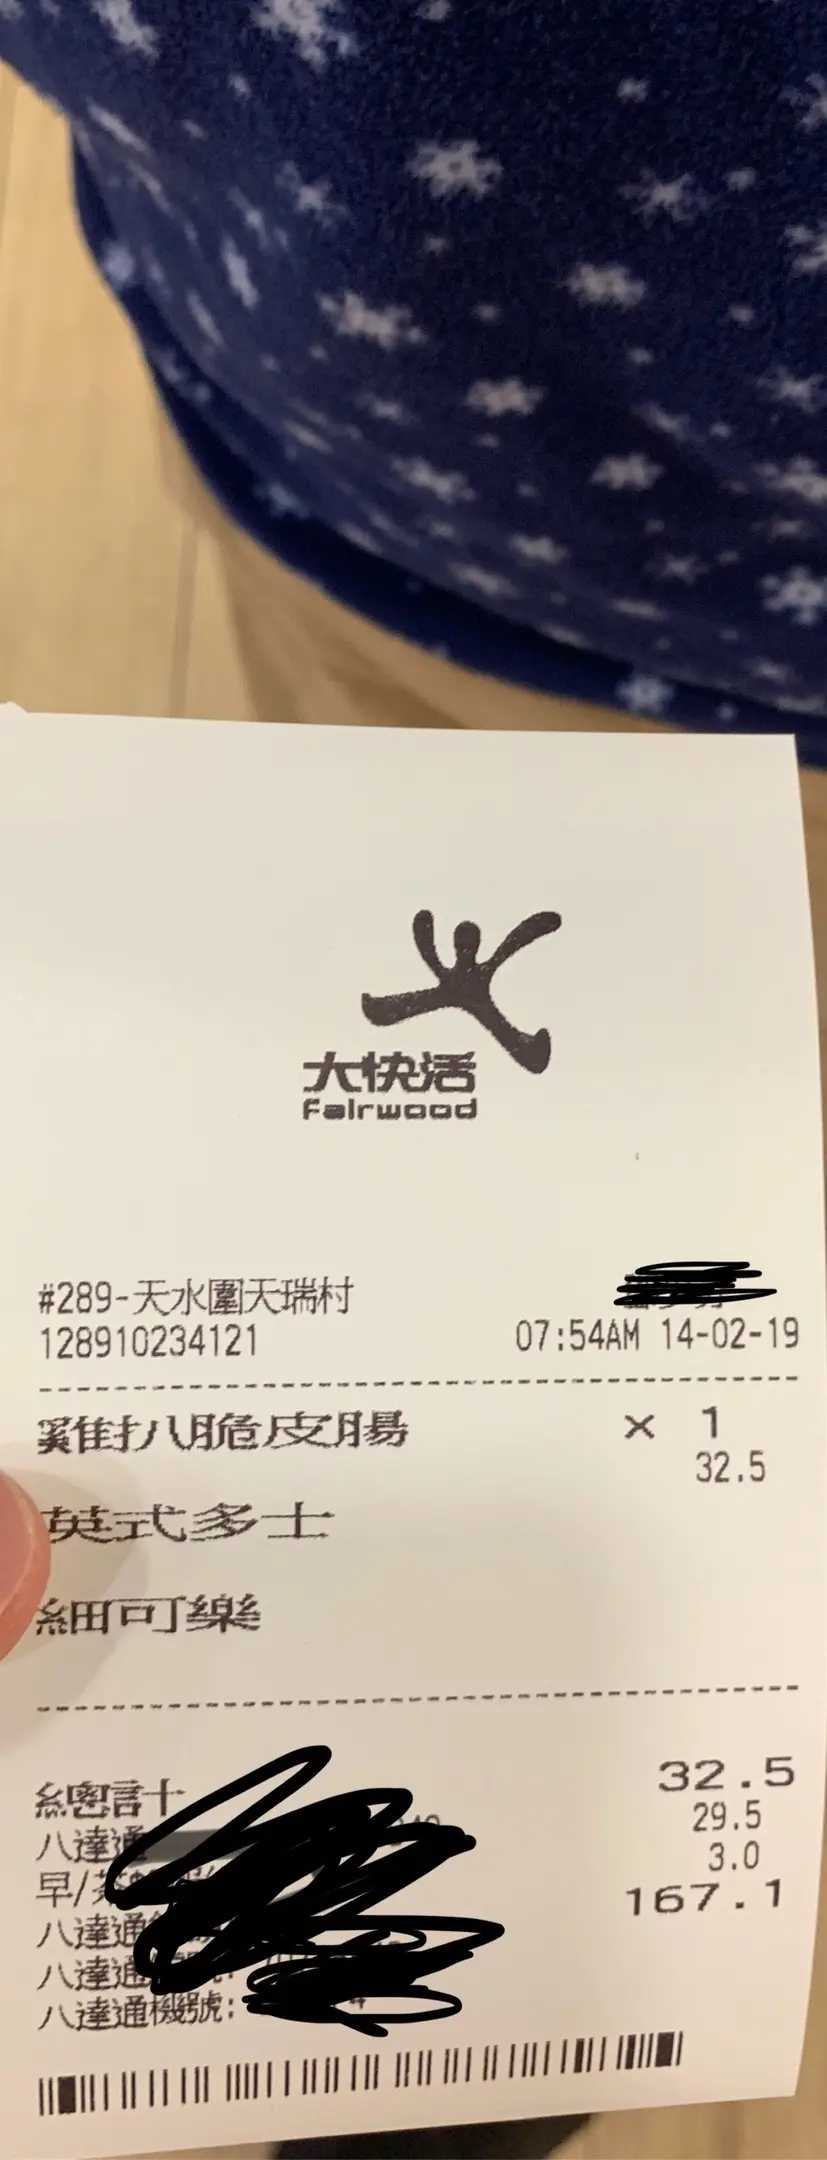 大快活
Fairwood
#289-天水圍天瑞村
128910234121 07:54AM 14-02-19
雞扒脆皮腸 × 1
32.5
英式多士
細可樂
總計 32.5
八達通 29.5
早/茶 3.0
八達通 167.1
八達通
八達通機號: